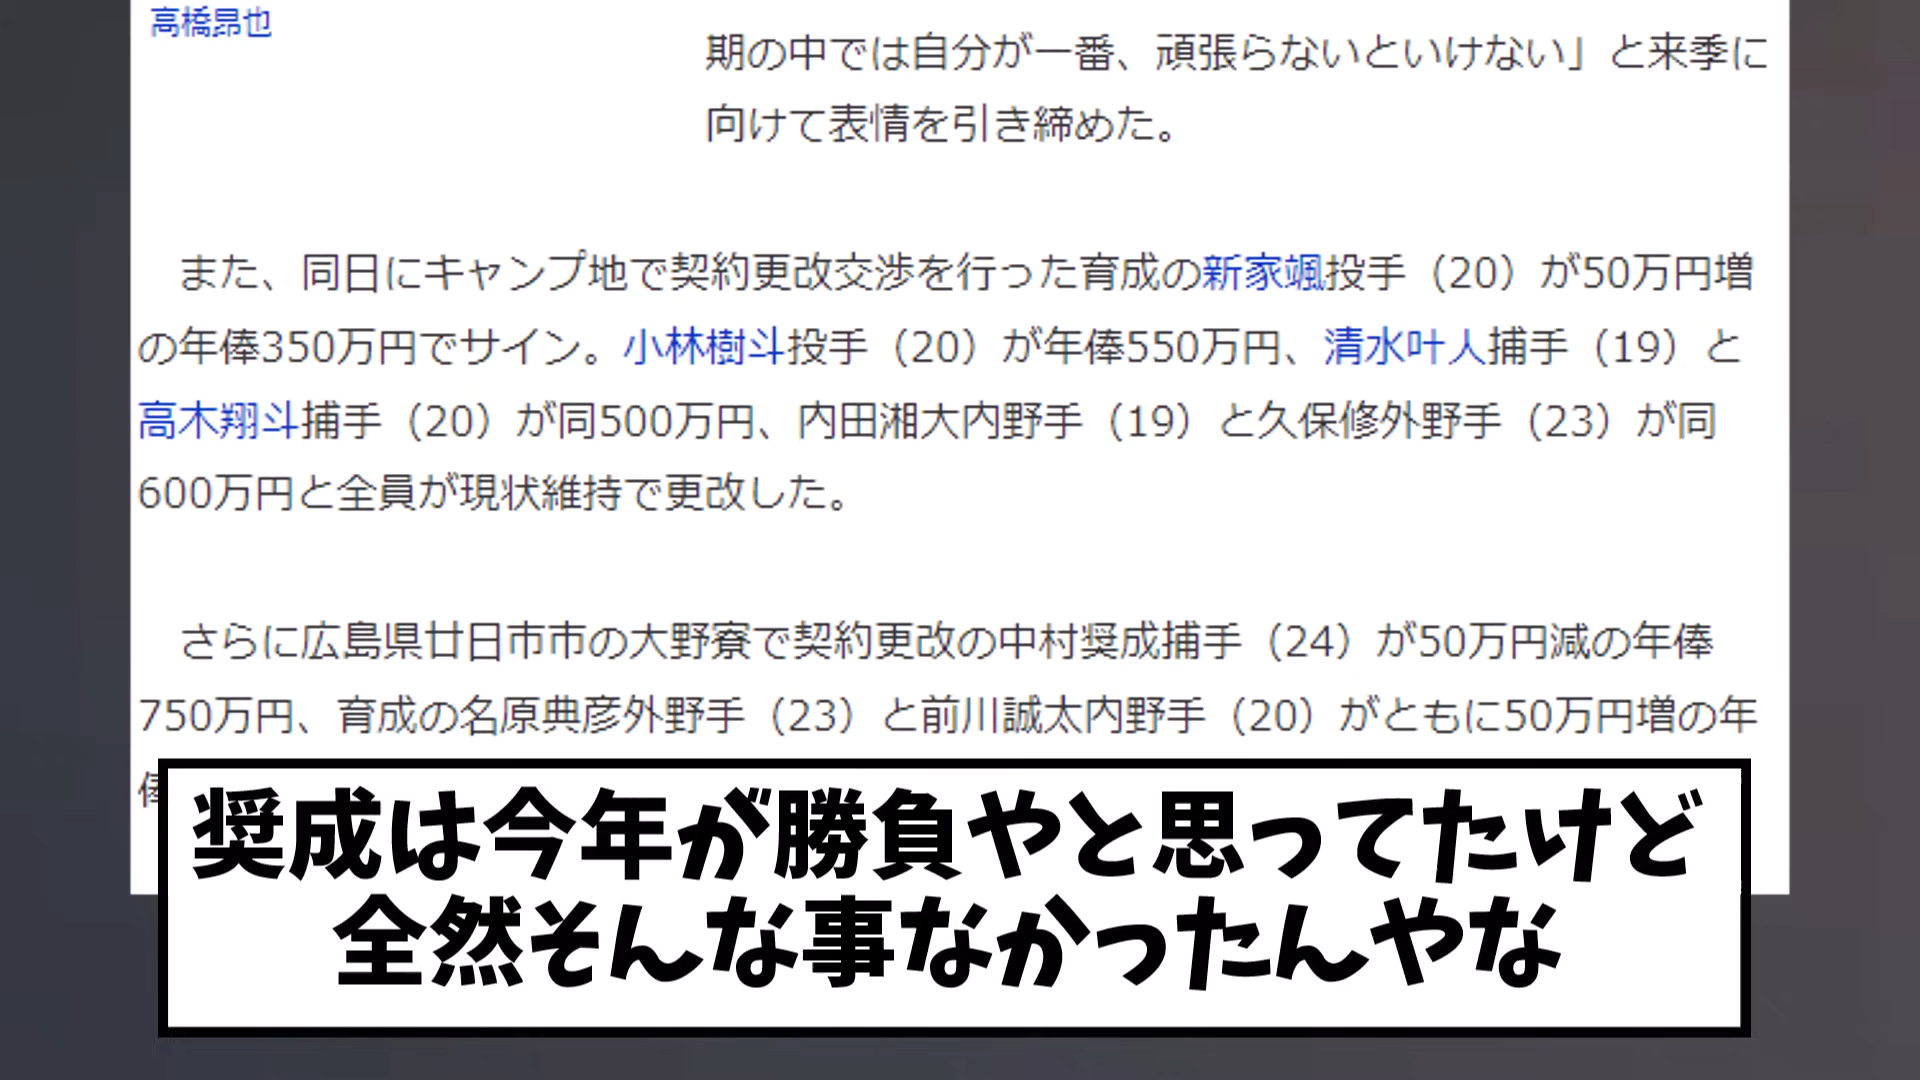 高橋昂也
期の中では自分が一番、頑張らないといけない」と来季に
向けて表情を引き締めた。
また、同日にキャンプ地で契約更改交渉を行った育成の新家颯投手（20）が50万円増
の年俸350万円でサイン。小林樹斗投手（20）が年俸550万円、清水叶人捕手（19）と
高木翔斗捕手（20）が同500万円、内田湘大内野手（19）と久保修外野手（23）が同
600万円と全員が現状維持で更改した。
さらに広島県廿日市市の大野寮で契約更改の中村奨成捕手（24）が50万円減の年俸
750万円、育成の名原典彦外野手（23）と前川誠太内野手（20）がともに50万円増の年
奨成は今年が勝負やと思ってたけど
全然そんな事なかったんやな